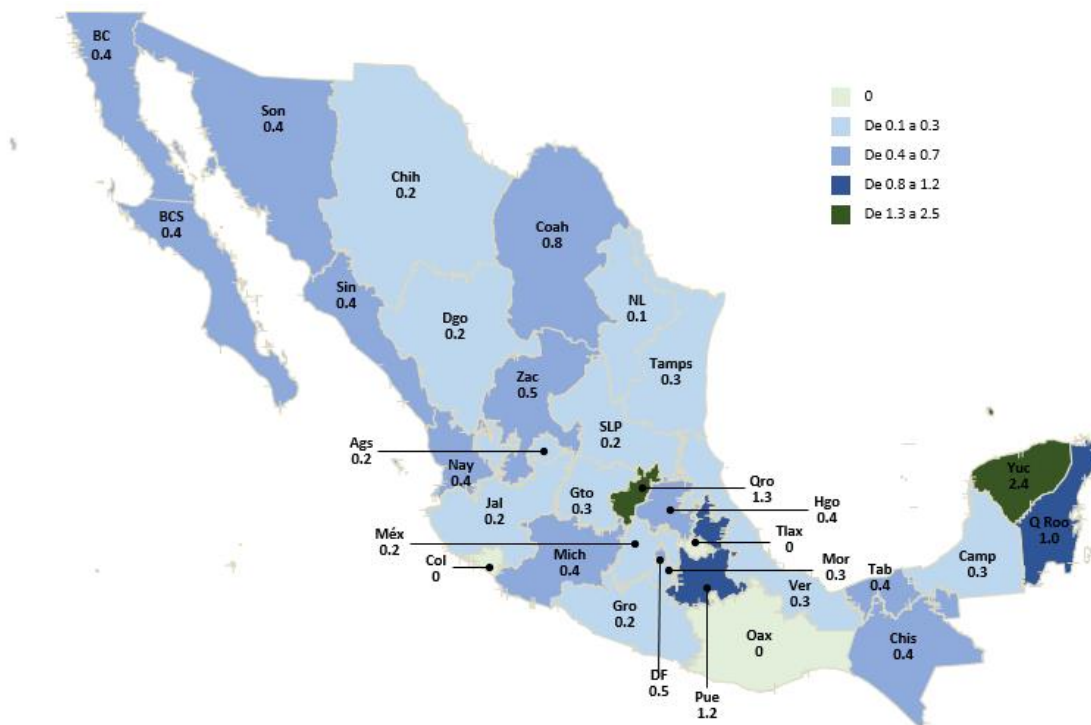 BC
0.4
Son
0.4
Chih
0.2
Coah
0.8
BCS
0.4
Sin
0.4
Dgo
0.2
NL
0.1
Tamps
0.3
Zac
0.5
SLP
0.2
Ags
0.2
Nay
0.4
Jal
0.2
Gto
0.3
Qro
1.3
Hgo
0.4
Tlax
0
Méx
0.2
Col
0
Mich
0.4
Mor
0.3
Ver
0.3
Tab
0.4
Camp
0.3
Yuc
2.4
Q Roo
1.0
Gro
0.2
Oax
0
Chis
0.4
DF
0.5
Pue
1.2
0
De 0.1 a 0.3
De 0.4 a 0.7
De 0.8 a 1.2
De 1.3 a 2.5